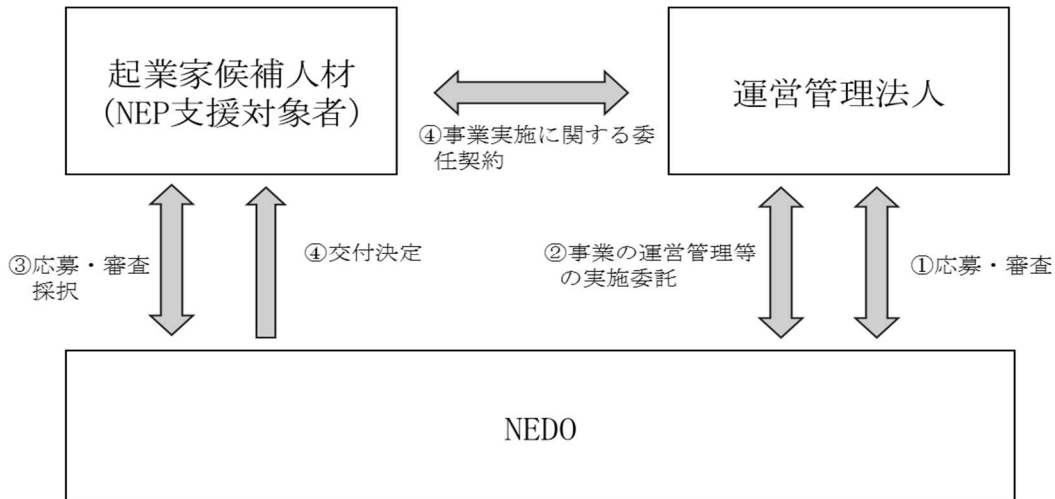 起業家候補人材
(NEP支援対象者)
運営管理法人
④事業実施に関する委
任契約
③応募・審査
採択
④交付決定
②事業の運営管理等
の実施委託
①応募・審査
NEDO